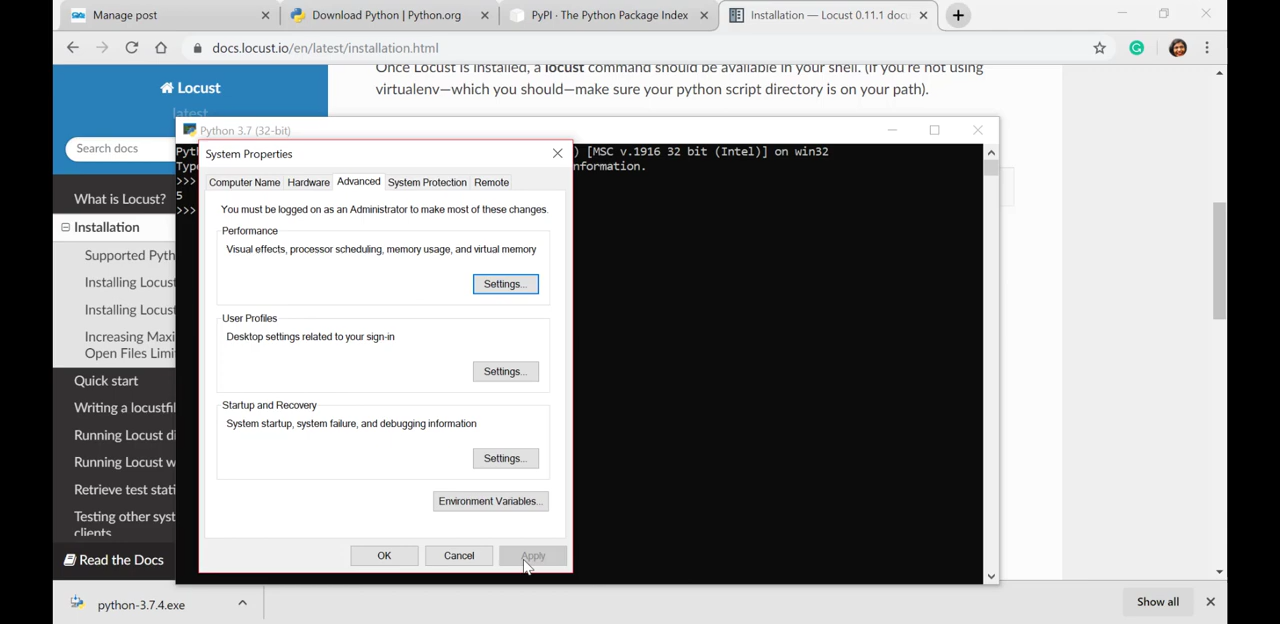 Manage post
Download Python | Python.org
PyPI · The Python Package Index
Installation — Locust 0.11.1 docu
docs.locust.io/en/latest/installation.html
Once Locust is installed, a locust command should be available in your shell. (if you're not using
virtualenv—which you should—make sure your python script directory is on your path).
Locust
latest
Search docs
What is Locust?
Installation
Supported Pyth
Installing Locust
Installing Locust
Increasing Maxi
Open Files Limi
Quick start
Writing a locustfil
Running Locust di
Running Locust w
Retrieve test stati
Testing other syst
clients
Read the Docs
Python 3.7 (32-bit)
Pyt ) [MSC v.1916 32 bit (Intel)] on win32
Type nformation.
>>>
5
>>>
System Properties
Computer Name Hardware Advanced System Protection Remote
You must be logged on as an Administrator to make most of these changes.
Performance
Visual effects, processor scheduling, memory usage, and virtual memory
Settings...
User Profiles
Desktop settings related to your sign-in
Settings...
Startup and Recovery
System startup, system failure, and debugging information
Settings...
Environment Variables...
OK Cancel Apply
python-3.7.4.exe
Show all